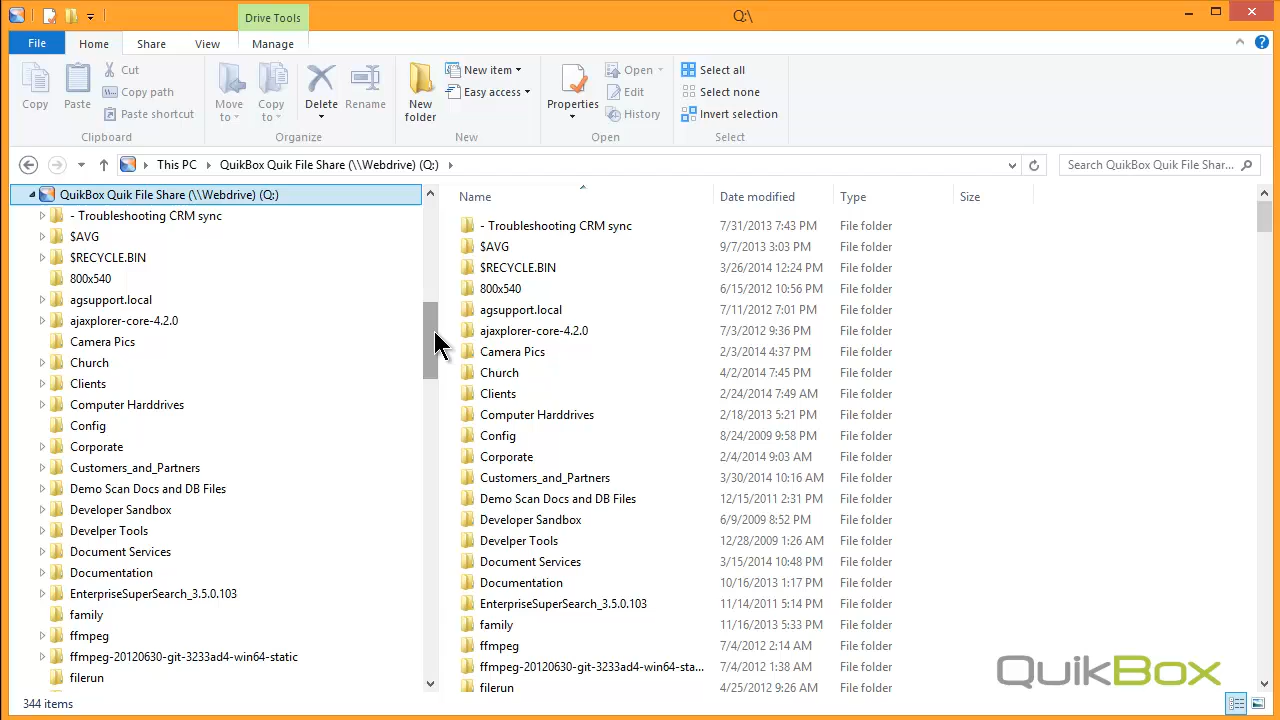 Drive Tools
Q:\
File
Home
Share
View
Manage
Copy
Paste
Cut
Copy path
Paste shortcut
Clipboard
Move to
Copy to
Delete
Rename
Organize
New folder
New item
Easy access
New
Properties
Open
Edit
History
Open
Select all
Select none
Invert selection
Select
This PC
QuikBox Quik File Share (\\Webdrive) (Q:)
Search QuikBox Quik File Shar...
QuikBox Quik File Share (\\Webdrive) (Q:)
- Troubleshooting CRM sync
$AVG
$RECYCLE.BIN
800x540
agsupport.local
ajaxplorer-core-4.2.0
Camera Pics
Church
Clients
Computer Harddrives
Config
Corporate
Customers_and_Partners
Demo Scan Docs and DB Files
Developer Sandbox
Develper Tools
Document Services
Documentation
EnterpriseSuperSearch_3.5.0.103
family
ffmpeg
ffmpeg-20120630-git-3233ad4-win64-static
filerun
Name Date modified Type Size
- Troubleshooting CRM sync 7/31/2013 7:43 PM File folder
$AVG 9/7/2013 3:03 PM File folder
$RECYCLE.BIN 3/26/2014 12:24 PM File folder
800x540 6/15/2012 10:56 PM File folder
agsupport.local 7/11/2012 7:01 PM File folder
ajaxplorer-core-4.2.0 7/3/2012 9:36 PM File folder
Camera Pics 2/3/2014 4:37 PM File folder
Church 4/2/2014 7:45 PM File folder
Clients 2/24/2014 7:49 AM File folder
Computer Harddrives 2/18/2013 5:21 PM File folder
Config 8/24/2009 9:58 PM File folder
Corporate 2/4/2014 9:03 AM File folder
Customers_and_Partners 3/30/2014 10:16 AM File folder
Demo Scan Docs and DB Files 12/15/2011 2:31 PM File folder
Developer Sandbox 6/9/2009 8:52 PM File folder
Develper Tools 12/28/2009 1:26 AM File folder
Document Services 3/15/2014 10:48 PM File folder
Documentation 10/16/2013 1:17 PM File folder
EnterpriseSuperSearch_3.5.0.103 11/14/2011 5:14 PM File folder
family 11/16/2013 5:33 PM File folder
ffmpeg 7/4/2012 2:14 AM File folder
ffmpeg-20120630-git-3233ad4-win64-sta... 7/4/2012 1:38 AM File folder
filerun 4/25/2012 9:26 AM File folder
QuikBox
344 items